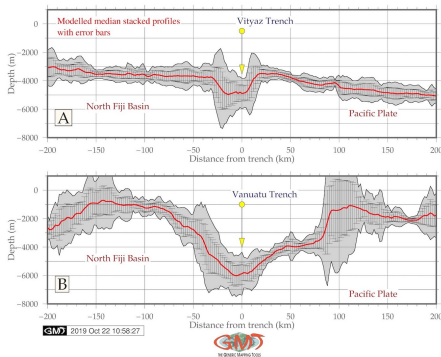 Modelled median stacked profiles
with error bars
Vityaz Trench
0
−2000
−4000
−6000
−8000
Depth (m)
A
North Fiji Basin
Pacific Plate
−200 −150 −100 −50 0 50 100 150 200
Distance from trench (km)
0
−2000
−4000
−6000
−8000
Depth (m)
Vanuatu Trench
B
North Fiji Basin
Pacific Plate
−200 −150 −100 −50 0 50 100 150 200
Distance from trench (km)
GMT 2019 Oct 22 10:58:27
GMT
THE GENERIC MAPPING TOOLS